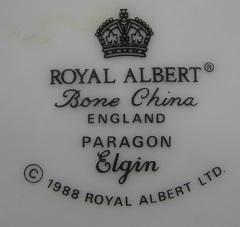 ROYAL ALBERT®
Bone China
ENGLAND
PARAGON
Elgin
© 1988 ROYAL ALBERT LTD.